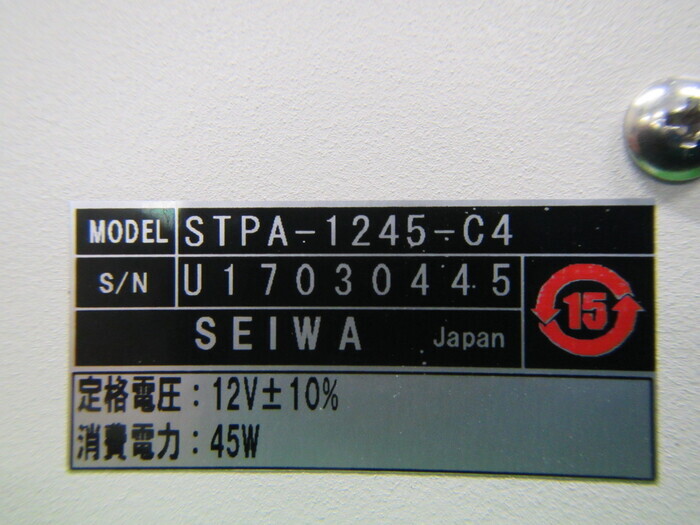 MODEL STPA-1245-C4
S/N U17030445
SEIWA Japan
15
定格電圧：12V±10%
消費電力：45W